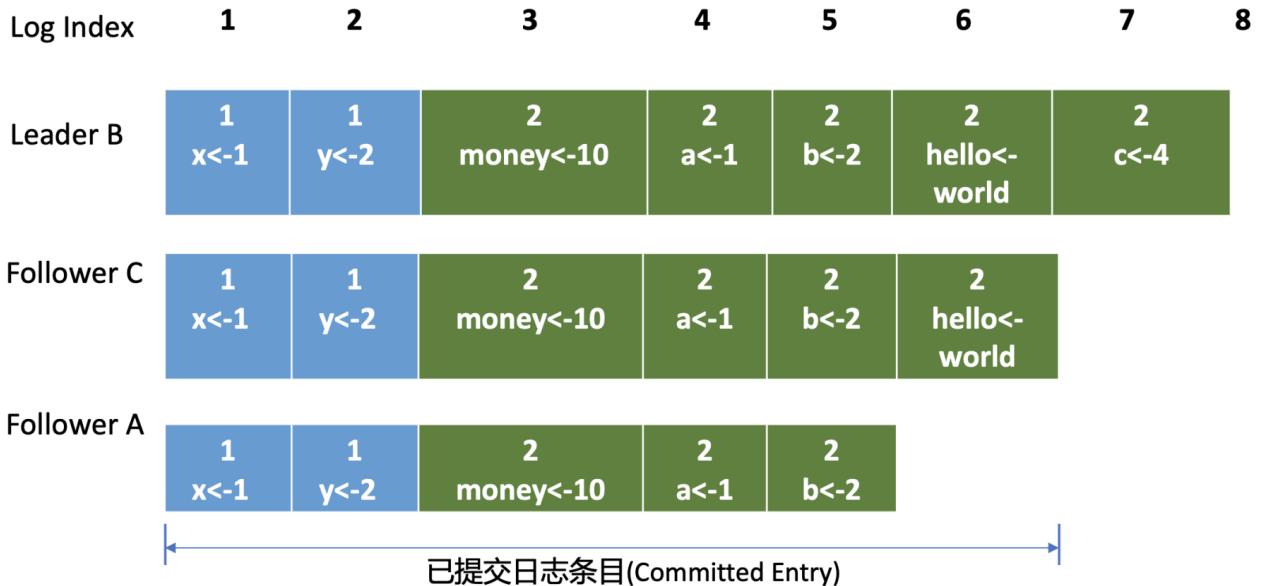 Log Index 1 2 3 4 5 6 7 8
Leader B
1 1 2 2 2 2 2
x<-1 y<-2 money<-10 a<-1 b<-2 hello<- c<-4
world
Follower C
1 1 2 2 2 2
x<-1 y<-2 money<-10 a<-1 b<-2 hello<-
world
Follower A
1 1 2 2 2
x<-1 y<-2 money<-10 a<-1 b<-2
已提交日志条目(Committed Entry)